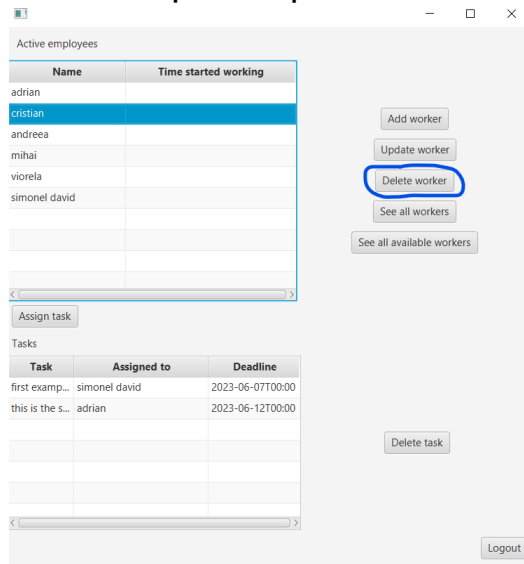 Active employees
Name Time started working
adrian
cristian
andreea
mihai
viorela
simonel david
Add worker
Update worker
Delete worker
See all workers
See all available workers
Assign task
Tasks
Task Assigned to Deadline
first examp... simonel david 2023-06-07T00:00
this is the s... adrian 2023-06-12T00:00
Delete task
Logout